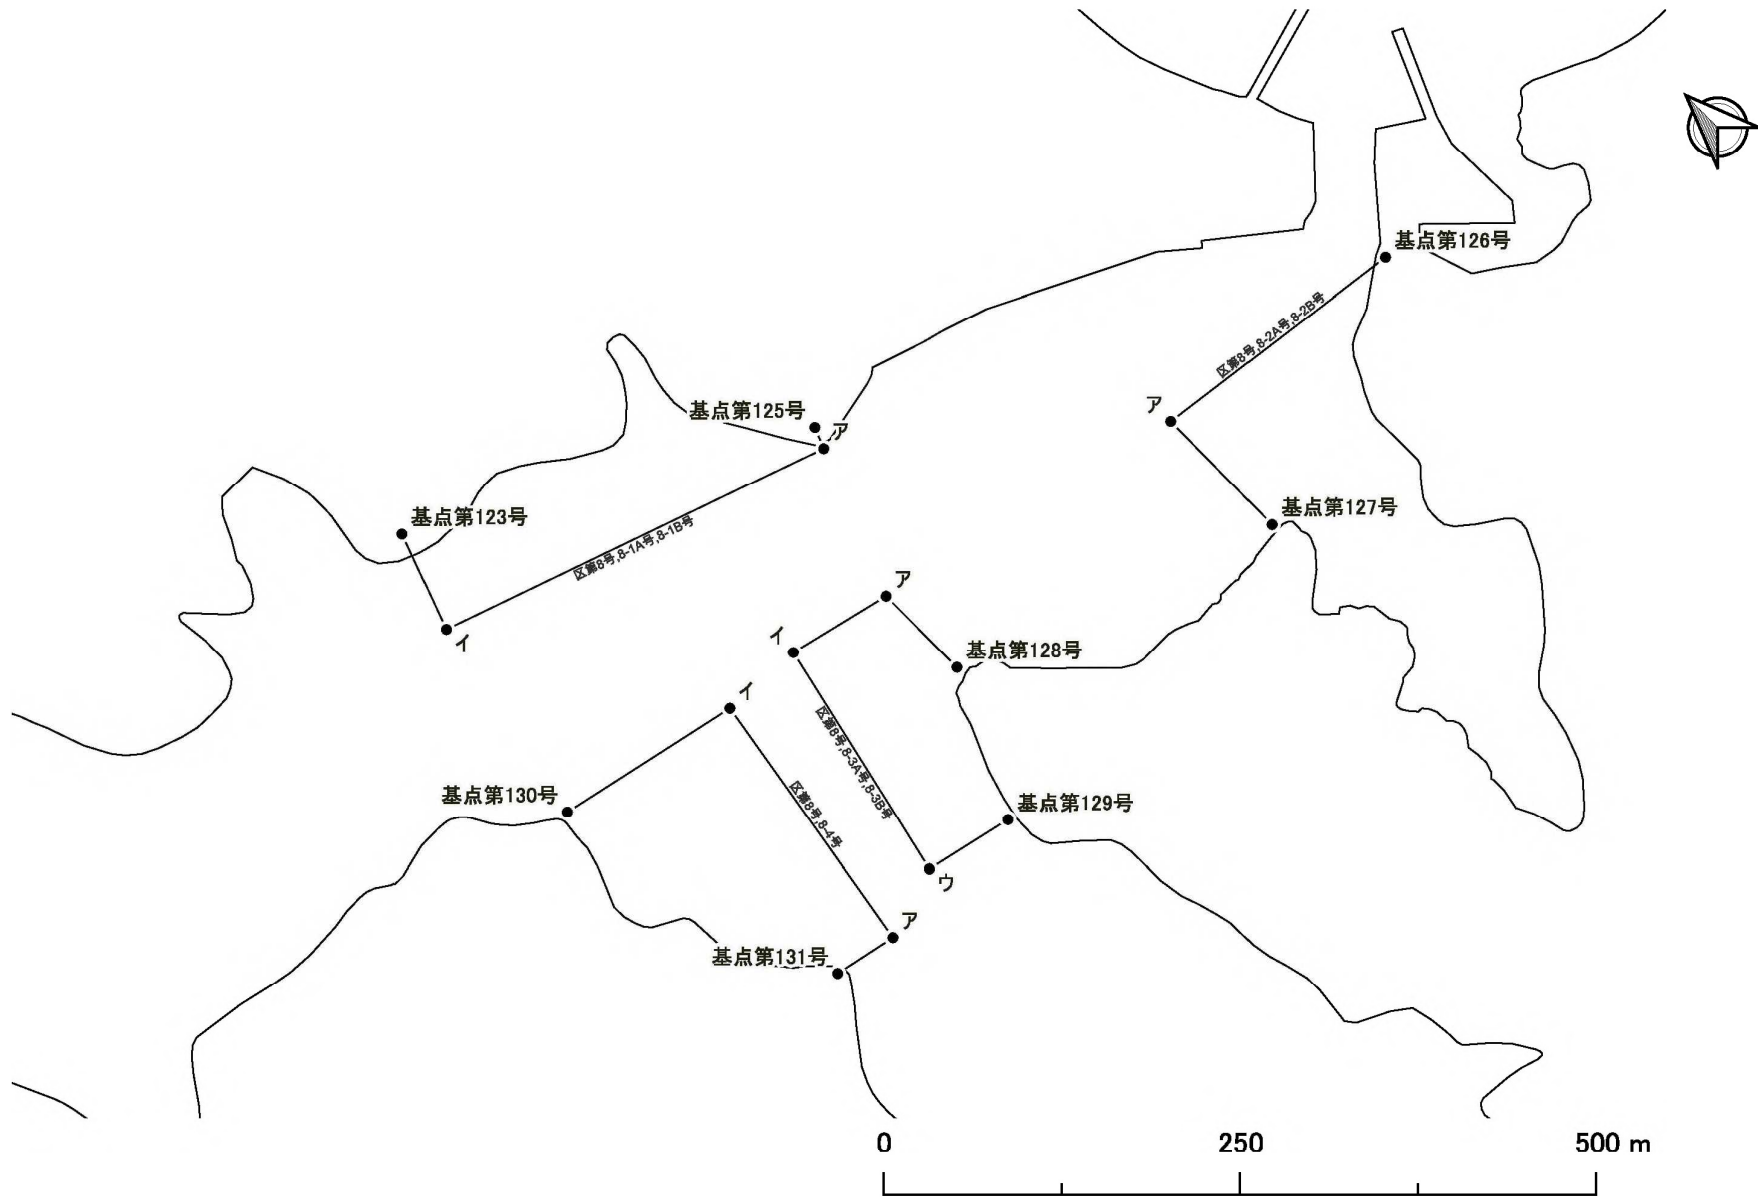 基点第126号
区第8号,8-2A号,8-2B号
ア
基点第125号
ア
基点第123号
基点第127号
区第8号,8-1A号,8-1B号
イ
ア
イ
基点第128号
イ
区第8号,8-3A号,8-3B号
基点第130号
区第8号,8-4号
基点第129号
ウ
ア
基点第131号
0
250
500 m